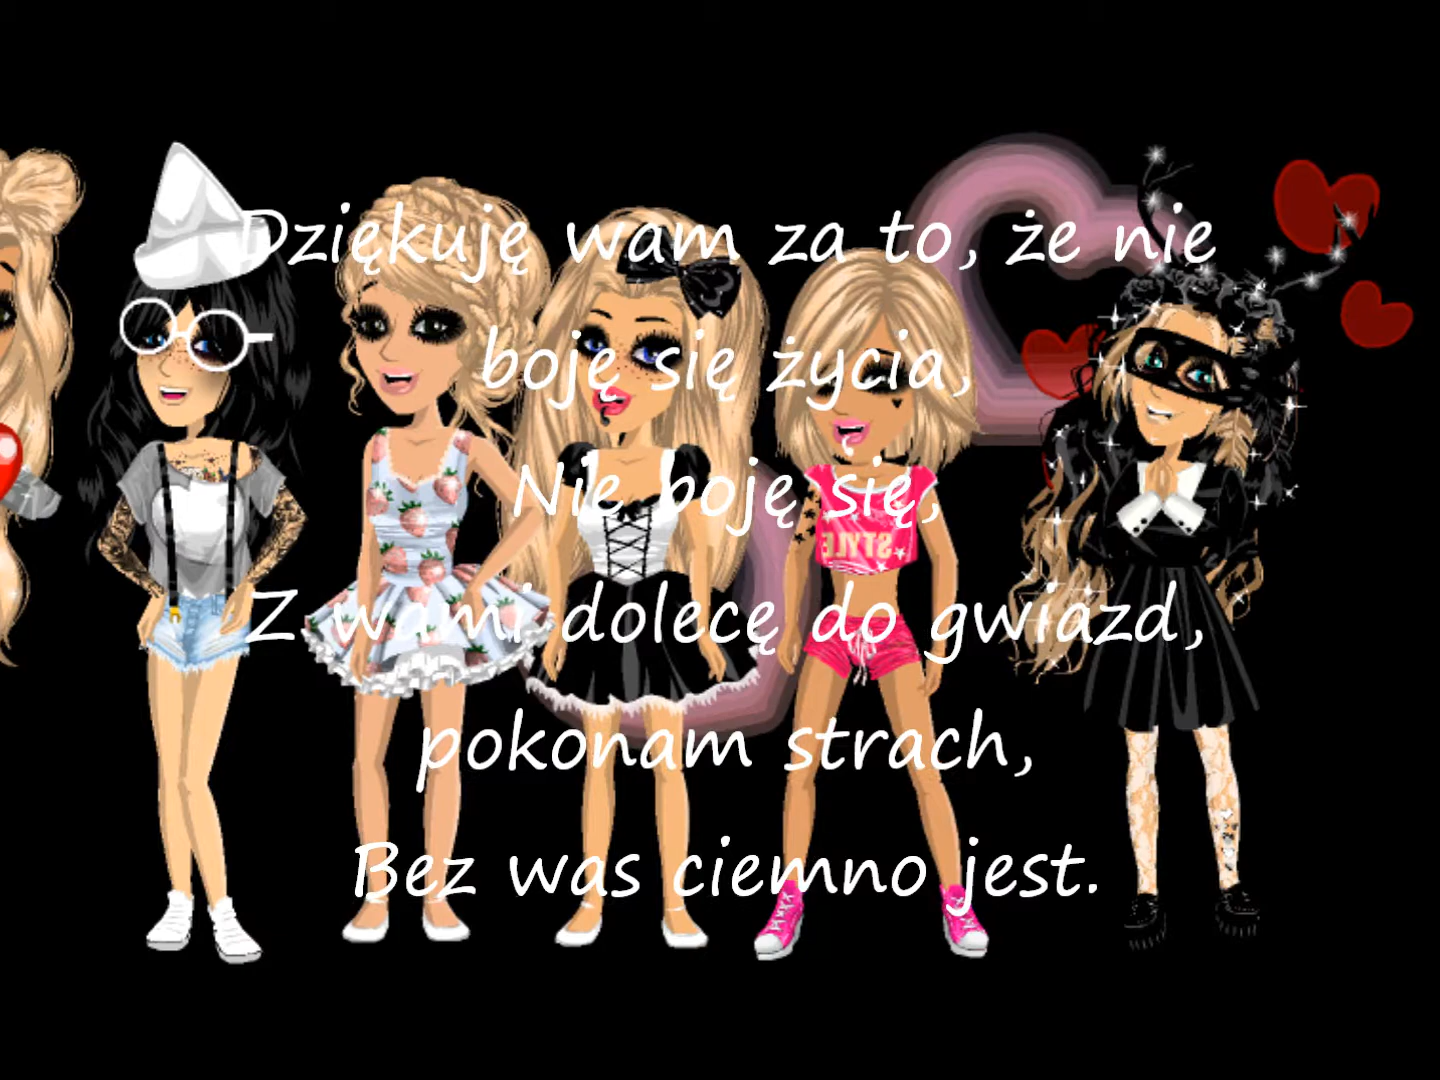 Dziękuję wam za to, że nie
boję się życia,
Nie boję się,
Z wami dolecę do gwiazd,
pokonam strach,
Bez was ciemno jest.
STYLE